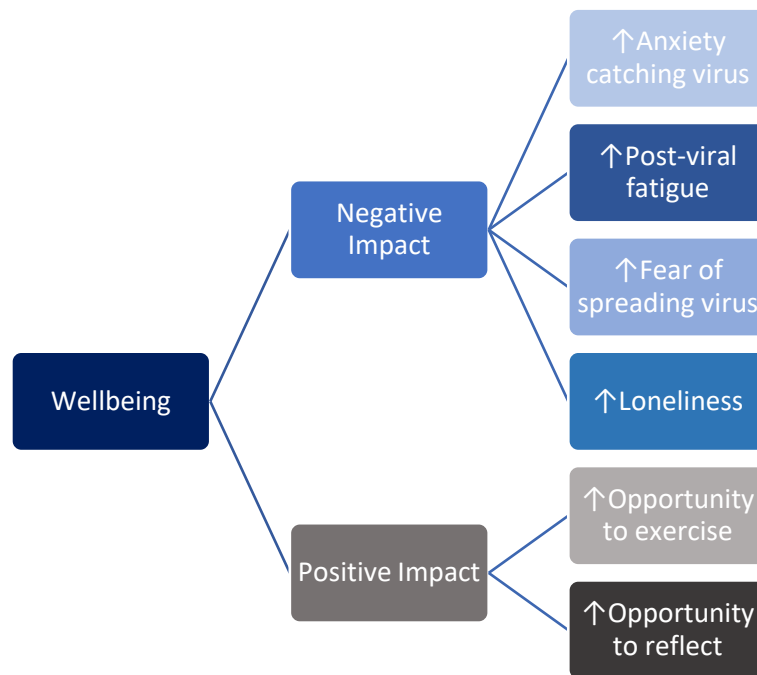 Wellbeing
Negative
Impact
↑Anxiety
catching virus
↑Post-viral
fatigue
↑Fear of
spreading virus
↑Loneliness
Positive Impact
↑Opportunity
to exercise
↑Opportunity
to reflect